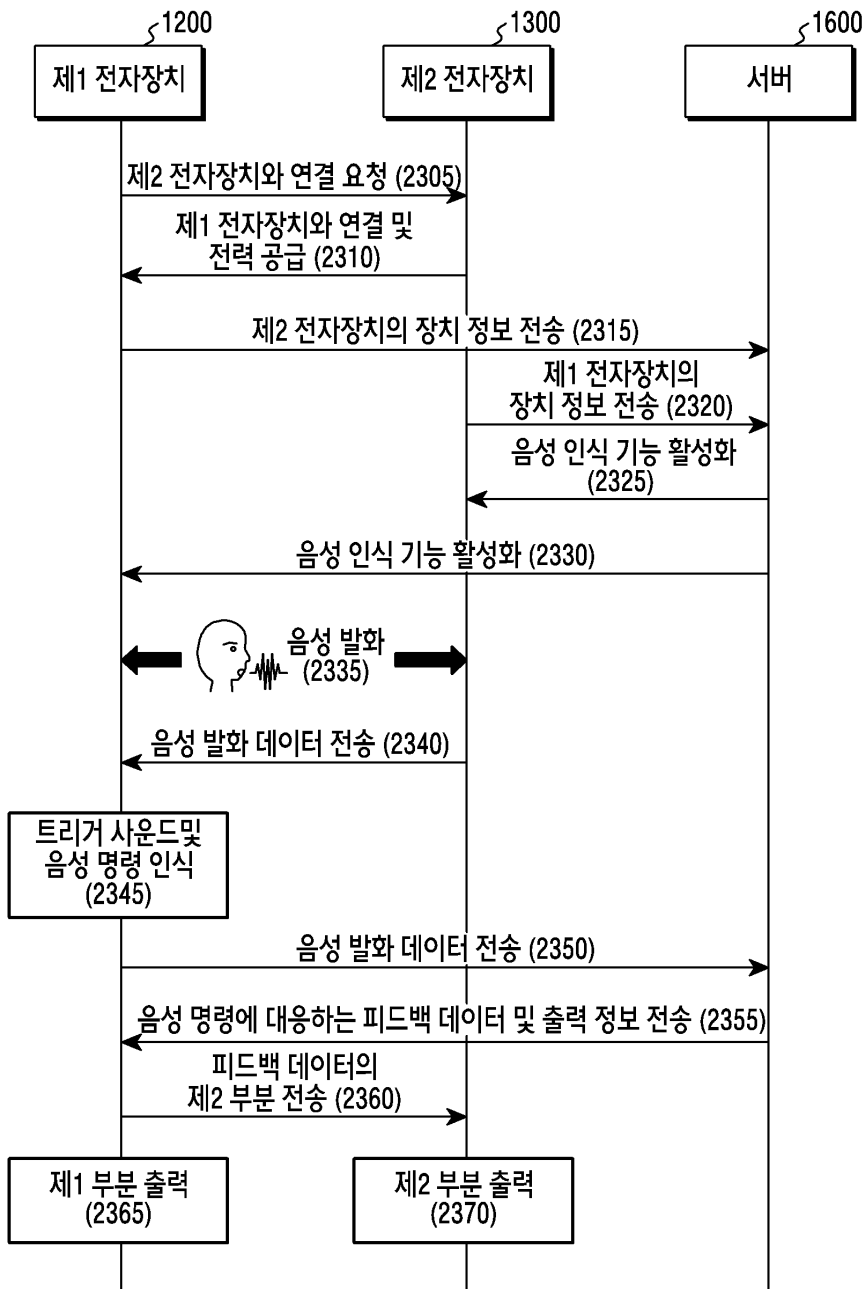 1200
1300
1600
제1 전자장치
제2 전자장치
서버
제2 전자장치와 연결 요청 (2305)
제1 전자장치와 연결 및
전력 공급 (2310)
제2 전자장치의 장치 정보 전송 (2315)
제1 전자장치의
장치 정보 전송 (2320)
음성 인식 기능 활성화
(2325)
음성 인식 기능 활성화 (2330)
음성 발화
(2335)
음성 발화 데이터 전송 (2340)
트리거 사운드및
음성 명령 인식
(2345)
음성 발화 데이터 전송 (2350)
음성 명령에 대응하는 피드백 데이터 및 출력 정보 전송 (2355)
피드백 데이터의
제2 부분 전송 (2360)
제1 부분 출력
(2365)
제2 부분 출력
(2370)